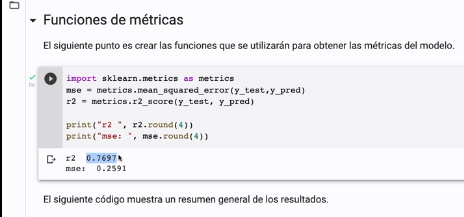 Funciones de métricas
El siguiente punto es crear las funciones que se utilizarán para obtener las métricas del modelo.
import sklearn.metrics as metrics
mse = metrics.mean_squared_error(y_test,y_pred)
r2 = metrics.r2_score(y_test, y_pred)
print("r2 ", r2.round(4))
print("mse: ", mse.round(4))
r2  0.7697
mse:  0.2591
El siguiente código muestra un resumen general de los resultados.